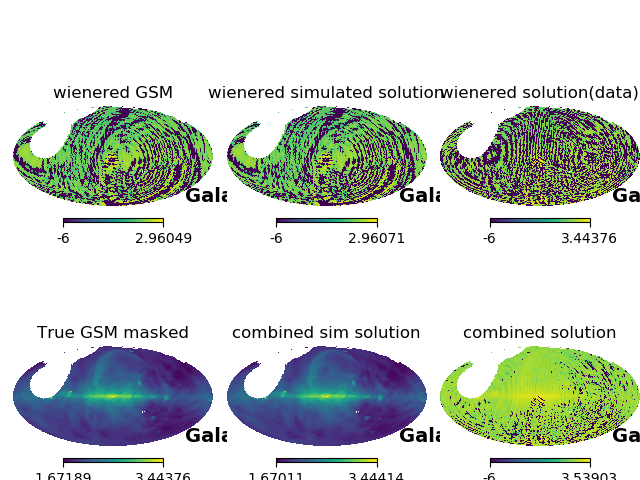 wienered GSM
wienered simulated solution
wienered solution(data)
Gala
Gala
Ga
-6 2.96049
-6 2.96071
-6 3.44376
True GSM masked
combined sim solution
combined solution
Gala
Gala
Ga
1.67189 3.44376
1.67011 3.44414
-6 3.53903